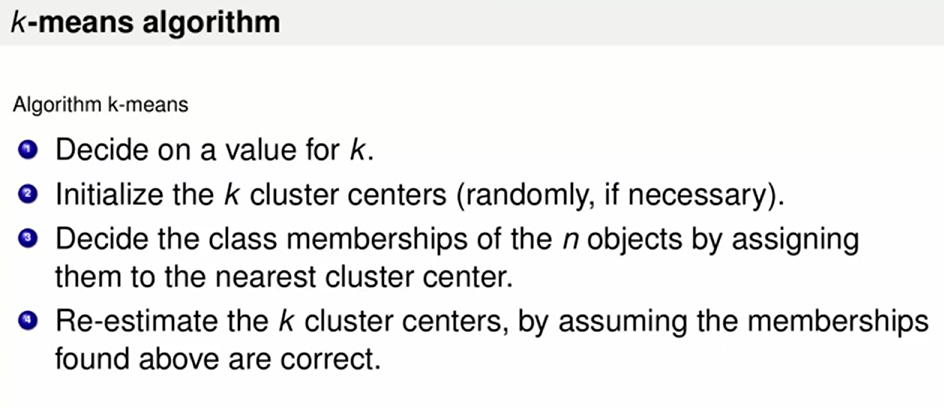 k-means algorithm
Algorithm k-means
1 Decide on a value for k.
2 Initialize the k cluster centers (randomly, if necessary).
3 Decide the class memberships of the n objects by assigning
them to the nearest cluster center.
4 Re-estimate the k cluster centers, by assuming the memberships
found above are correct.